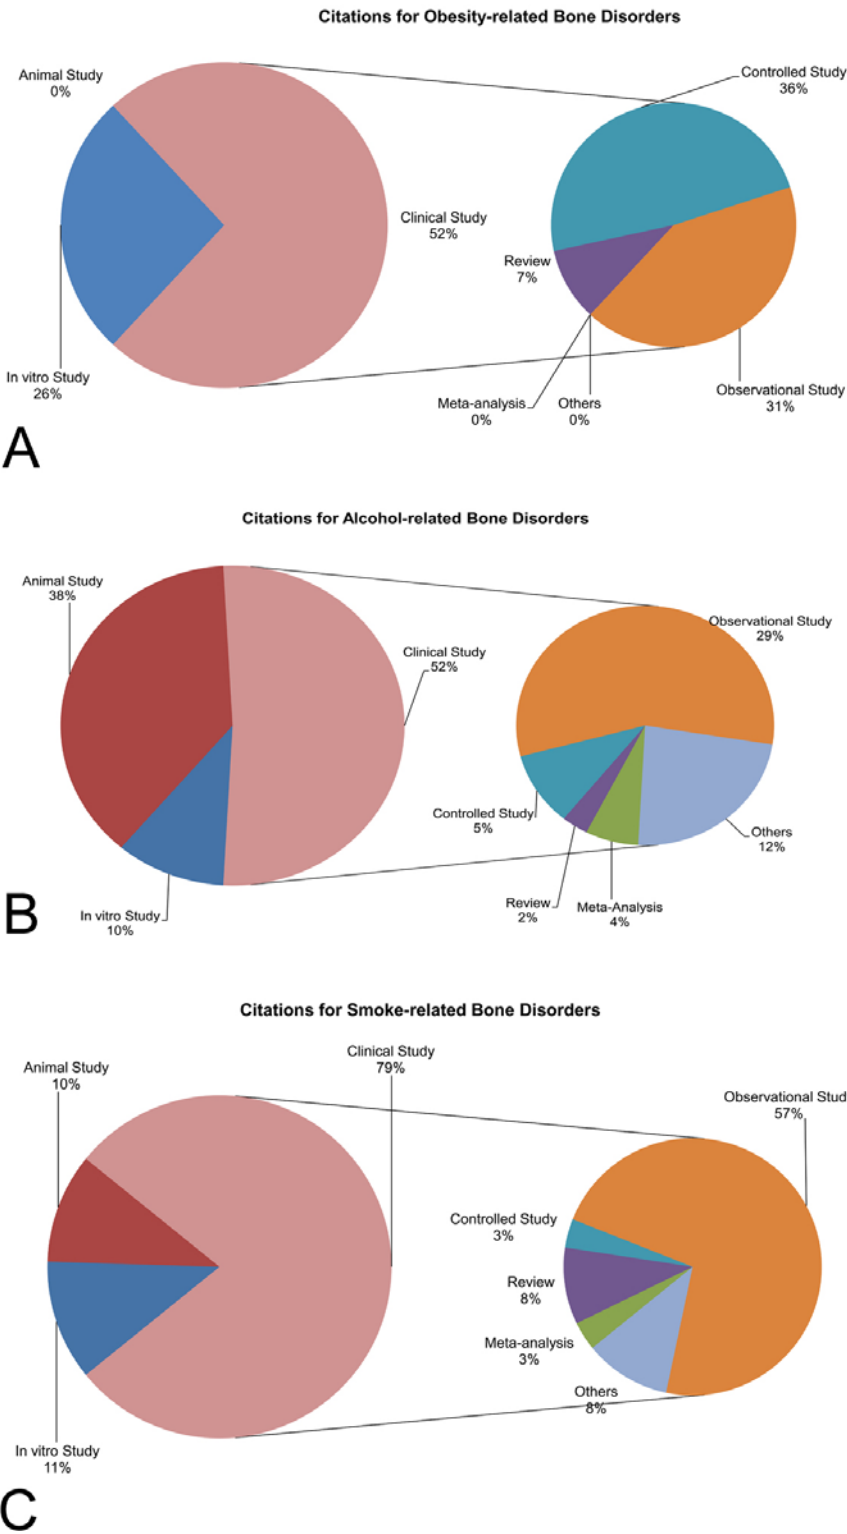 Citations for Obesity-related Bone Disorders
Animal Study
0%
Controlled Study
36%
Clinical Study
52%
Review
7%
In vitro Study
26%
Meta-analysis
0%
Others
0%
Observational Study
31%
A
Citations for Alcohol-related Bone Disorders
Animal Study
38%
Observational Study
29%
Clinical Study
52%
Controlled Study
5%
Others
12%
Review
2%
Meta-Analysis
4%
In vitro Study
10%
B
Citations for Smoke-related Bone Disorders
Clinical Study
79%
Animal Study
10%
Observational Stud
57%
Controlled Study
3%
Review
8%
Meta-analysis
3%
Others
8%
In vitro Study
11%
C